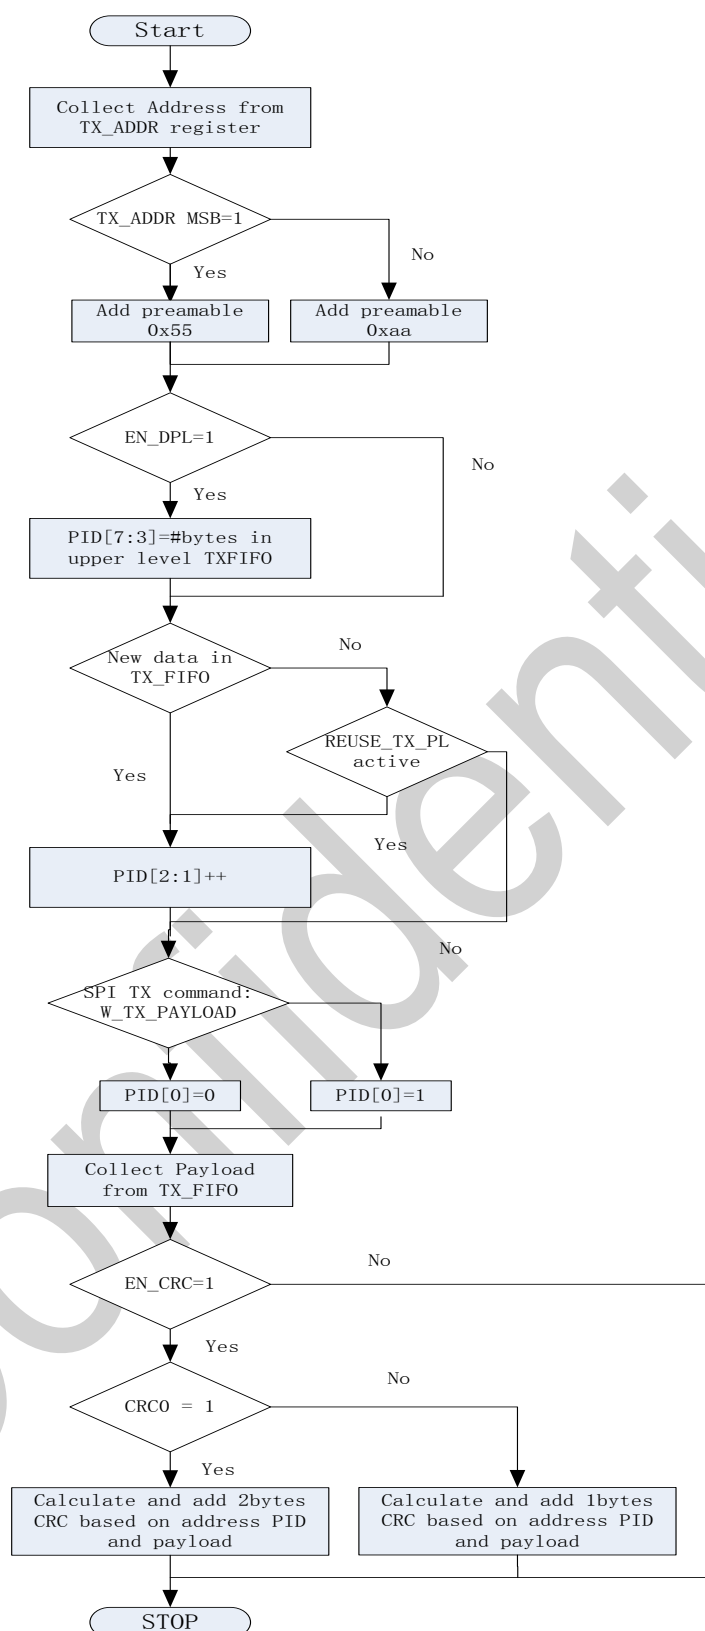 Start
Collect Address from
TX_ADDR register
TX_ADDR MSB=1
No
Yes
Add preamable
0x55
Add preamable
0xaa
EN_DPL=1
No
Yes
PID[7:3]=#bytes in
upper level TXFIFO
New data in
TX_FIFO
No
REUSE_TX_PL
active
Yes
Yes
PID[2:1]++
No
SPI TX command:
W_TX_PAYLOAD
PID[0]=0
PID[0]=1
Collect Payload
from TX_FIFO
EN_CRC=1
No
Yes
CRCO = 1
No
Yes
Calculate and add 2bytes
CRC based on address PID
and payload
Calculate and add 1bytes
CRC based on address PID
and payload
STOP